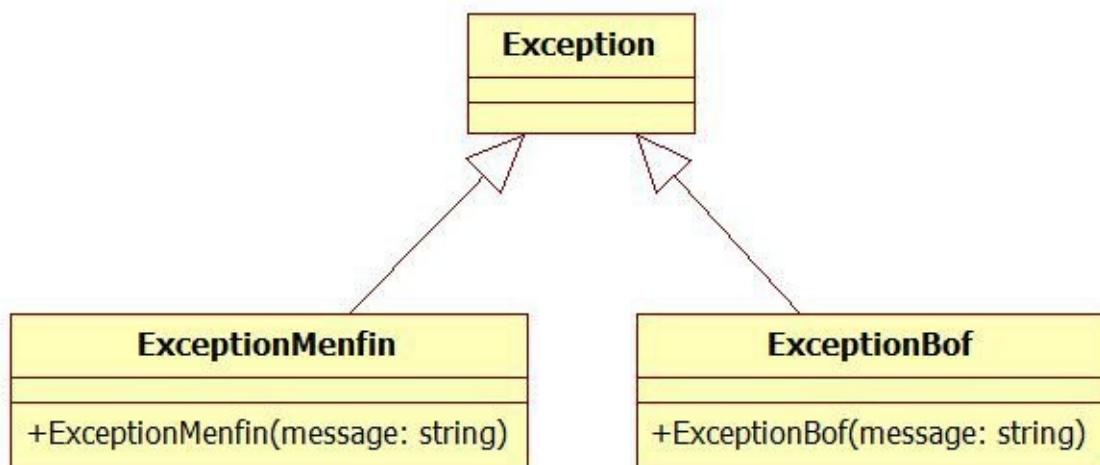 Exception
ExceptionMenfin
+ExceptionMenfin(message: string)
ExceptionBof
+ExceptionBof(message: string)